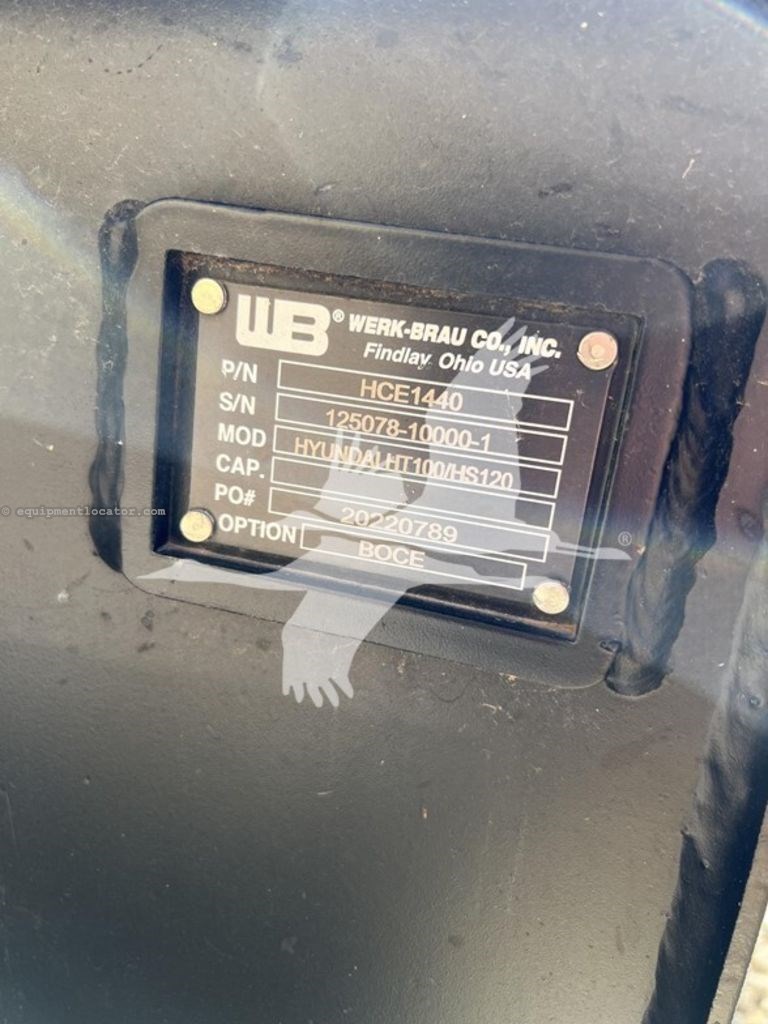 WB® WERK-BRAU CO., INC.
Findlay, Ohio USA
P/N HCE1440
S/N 125078-10000-1
MOD HYUNDAI HT100/HS120
CAP.
PO# 20220789
OPTION BOCE
© equipmentlocator.com
®